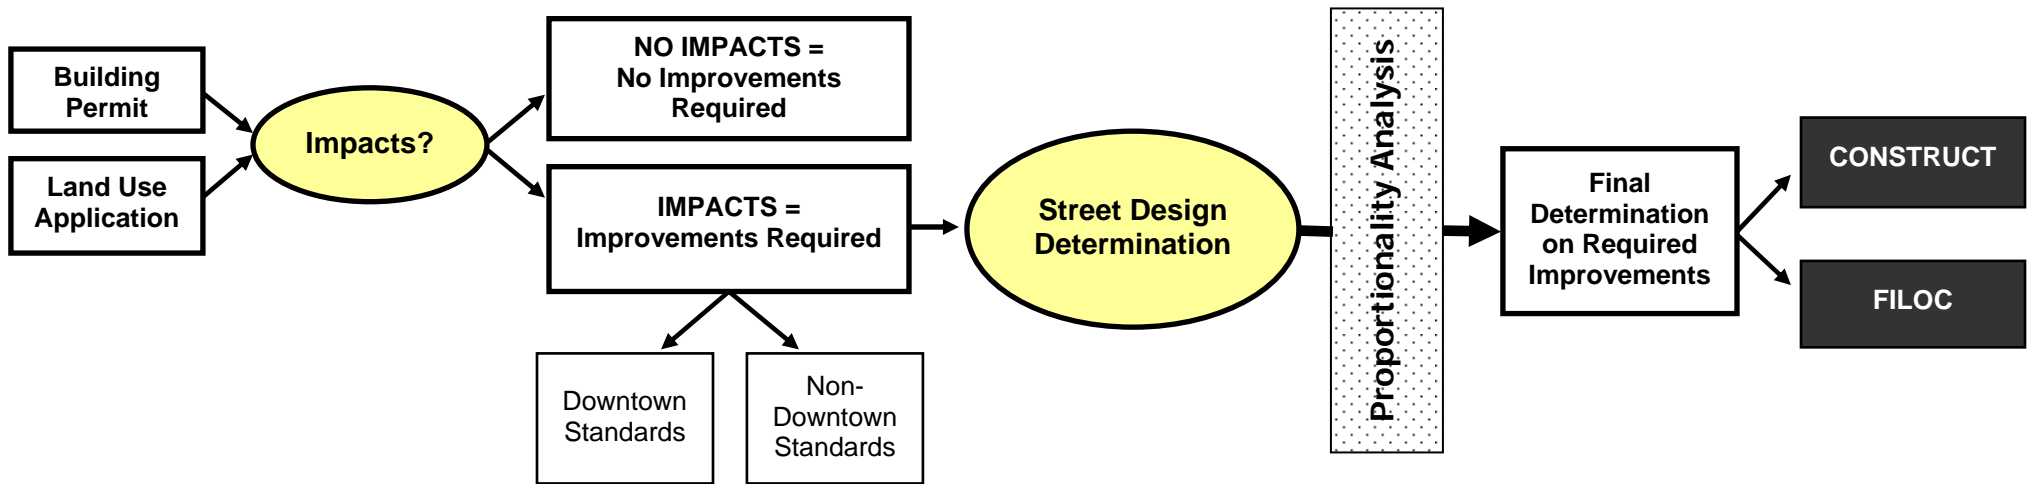 Building
Permit
Land Use
Application
Impacts?
NO IMPACTS =
No Improvements
Required
IMPACTS =
Improvements Required
Downtown
Standards
Non-
Downtown
Standards
Street Design
Determination
Proportionality Analysis
Final
Determination
on Required
Improvements
CONSTRUCT
FILOC